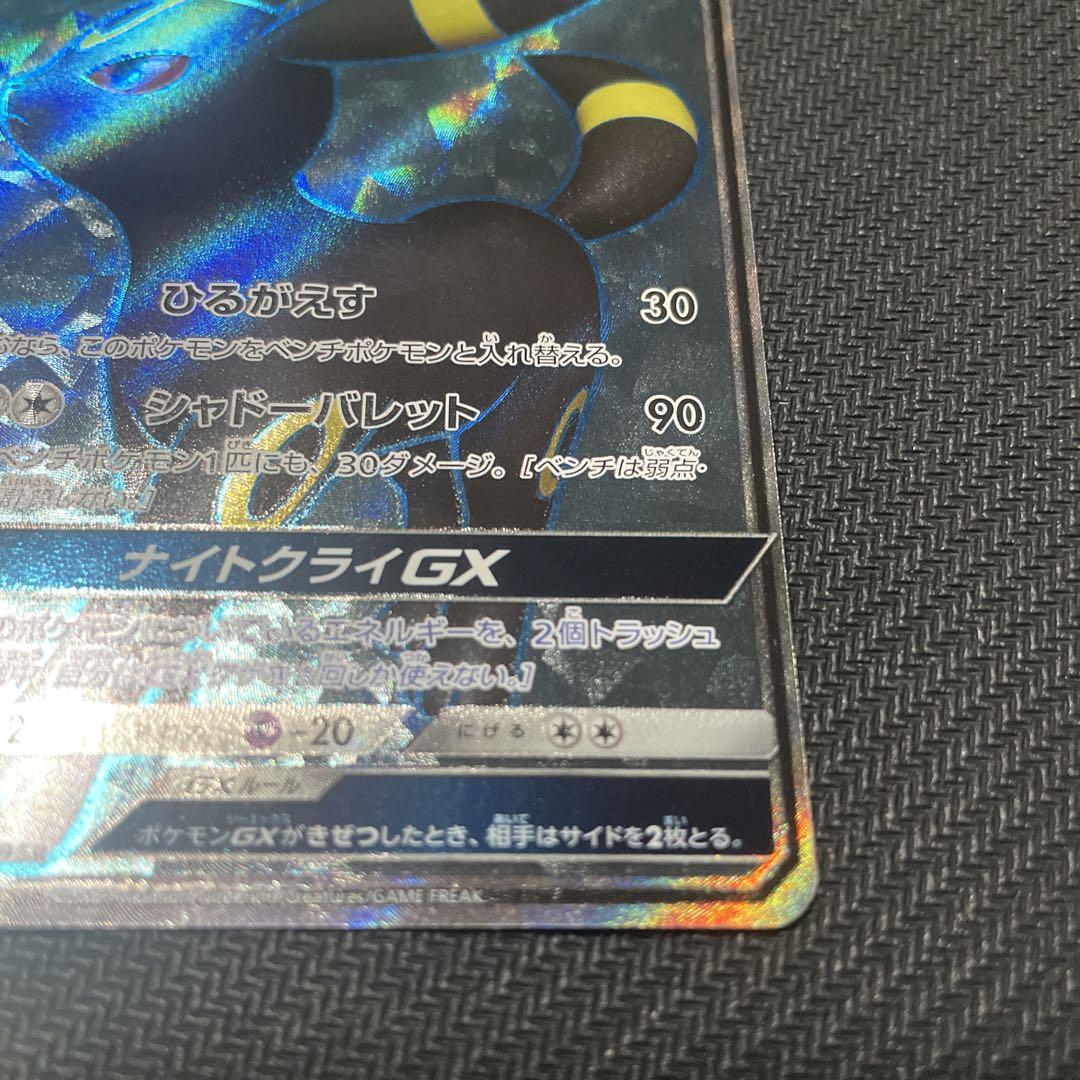 ひるがえす 30
なら、このポケモンをベンチポケモンと入れ替える。
シャドーバレット 90
ベンチポケモン1匹にも、30ダメージ。[ベンチは弱点・
しない。]
ナイトクライGX
のポケモンについているエネルギーを、2個トラッシュ
回しか使えない。]
2 -20 にげる
GXルール
ポケモンGXがきぜつしたとき、相手はサイドを2枚とる。
Creatures/GAME FREAK